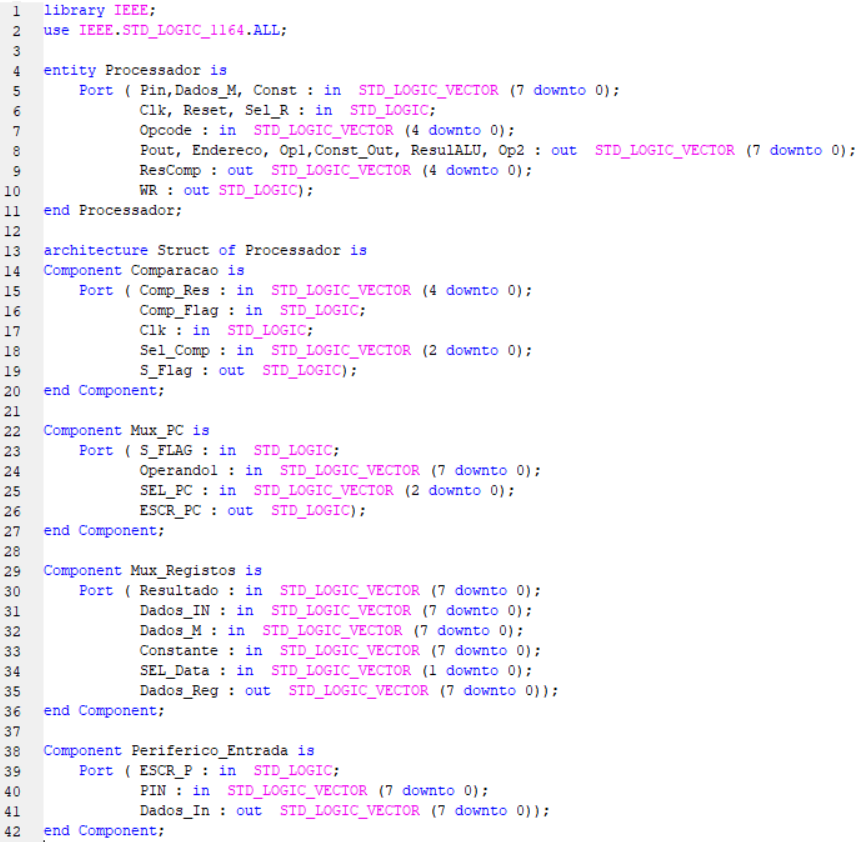 1 library IEEE;
2 use IEEE.STD_LOGIC_1164.ALL;
3
4 entity Processador is
5 Port ( Pin,Dados_M, Const : in STD_LOGIC_VECTOR (7 downto 0);
6 Clk, Reset, Sel_R : in STD_LOGIC;
7 Opcode : in STD_LOGIC_VECTOR (4 downto 0);
8 Pout, Endereco, Op1,Const_Out, ResulALU, Op2 : out STD_LOGIC_VECTOR (7 downto 0);
9 ResComp : out STD_LOGIC_VECTOR (4 downto 0);
10 WR : out STD_LOGIC);
11 end Processador;
12
13 architecture Struct of Processador is
14 Component Comparacao is
15 Port ( Comp_Res : in STD_LOGIC_VECTOR (4 downto 0);
16 Comp_Flag : in STD_LOGIC;
17 Clk : in STD_LOGIC;
18 Sel_Comp : in STD_LOGIC_VECTOR (2 downto 0);
19 S_Flag : out STD_LOGIC);
20 end Component;
21
22 Component Mux_PC is
23 Port ( S_FLAG : in STD_LOGIC;
24 Operando1 : in STD_LOGIC_VECTOR (7 downto 0);
25 SEL_PC : in STD_LOGIC_VECTOR (2 downto 0);
26 ESCR_PC : out STD_LOGIC);
27 end Component;
28
29 Component Mux_Registos is
30 Port ( Resultado : in STD_LOGIC_VECTOR (7 downto 0);
31 Dados_IN : in STD_LOGIC_VECTOR (7 downto 0);
32 Dados_M : in STD_LOGIC_VECTOR (7 downto 0);
33 Constante : in STD_LOGIC_VECTOR (7 downto 0);
34 SEL_Data : in STD_LOGIC_VECTOR (1 downto 0);
35 Dados_Reg : out STD_LOGIC_VECTOR (7 downto 0));
36 end Component;
37
38 Component Periferico_Entrada is
39 Port ( ESCR_P : in STD_LOGIC;
40 PIN : in STD_LOGIC_VECTOR (7 downto 0);
41 Dados_In : out STD_LOGIC_VECTOR (7 downto 0));
42 end Component;